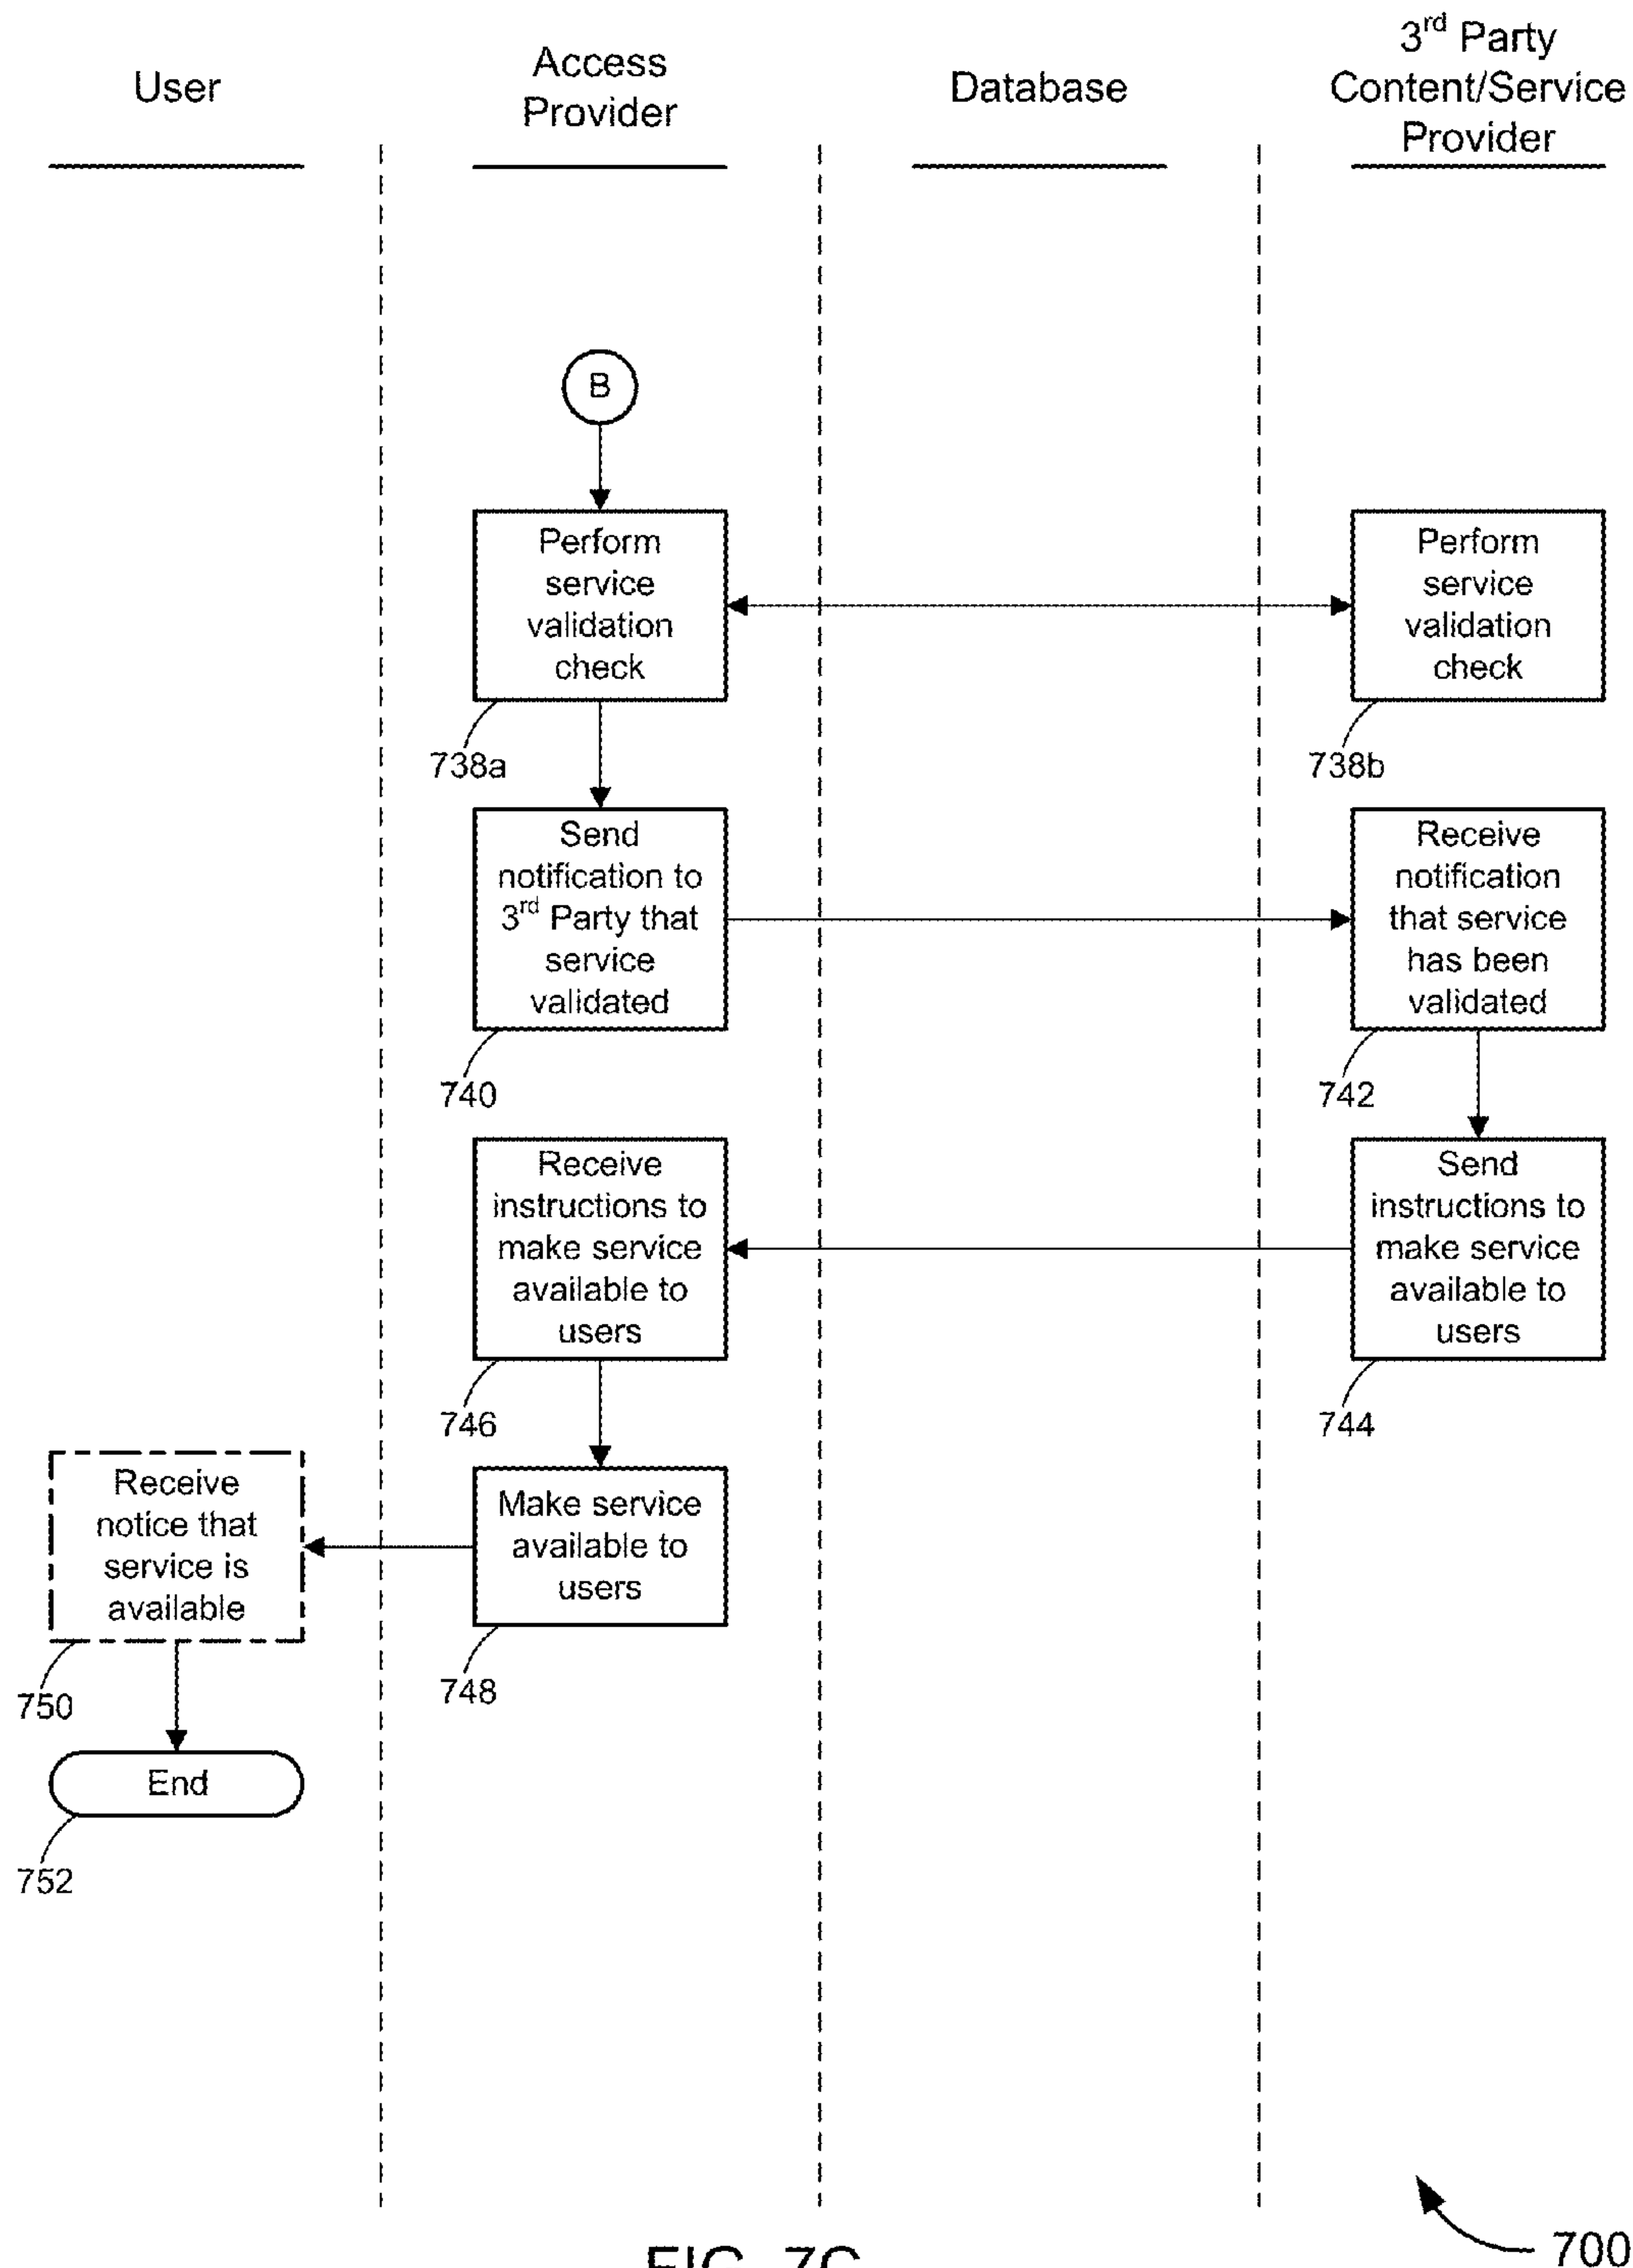 User
Access
Provider
Database
3rd Party
Content/Service
Provider
B
Perform
service
validation
check
738a
Perform
service
validation
check
738b
Send
notification to
3rd Party that
service
validated
740
Receive
notification
that service
has been
validated
742
Receive
instructions to
make service
available to
users
746
Send
instructions to
make service
available to
users
744
Receive
notice that
service is
available
750
Make service
available to
users
748
End
752
700
FIG. 7C